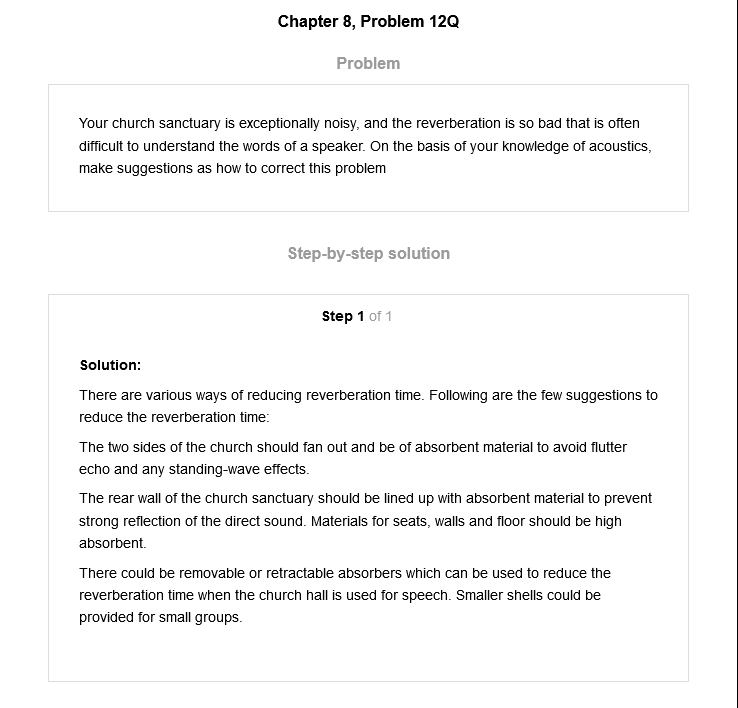 Chapter 8, Problem 12Q
Problem
Your church sanctuary is exceptionally noisy, and the reverberation is so bad that is often
difficult to understand the words of a speaker. On the basis of your knowledge of acoustics,
make suggestions as how to correct this problem
Step-by-step solution
Step 1 of 1
Solution:
There are various ways of reducing reverberation time. Following are the few suggestions to
reduce the reverberation time:
The two sides of the church should fan out and be of absorbent material to avoid flutter
echo and any standing-wave effects.
The rear wall of the church sanctuary should be lined up with absorbent material to prevent
strong reflection of the direct sound. Materials for seats, walls and floor should be high
absorbent.
There could be removable or retractable absorbers which can be used to reduce the
reverberation time when the church hall is used for speech. Smaller shells could be
provided for small groups.